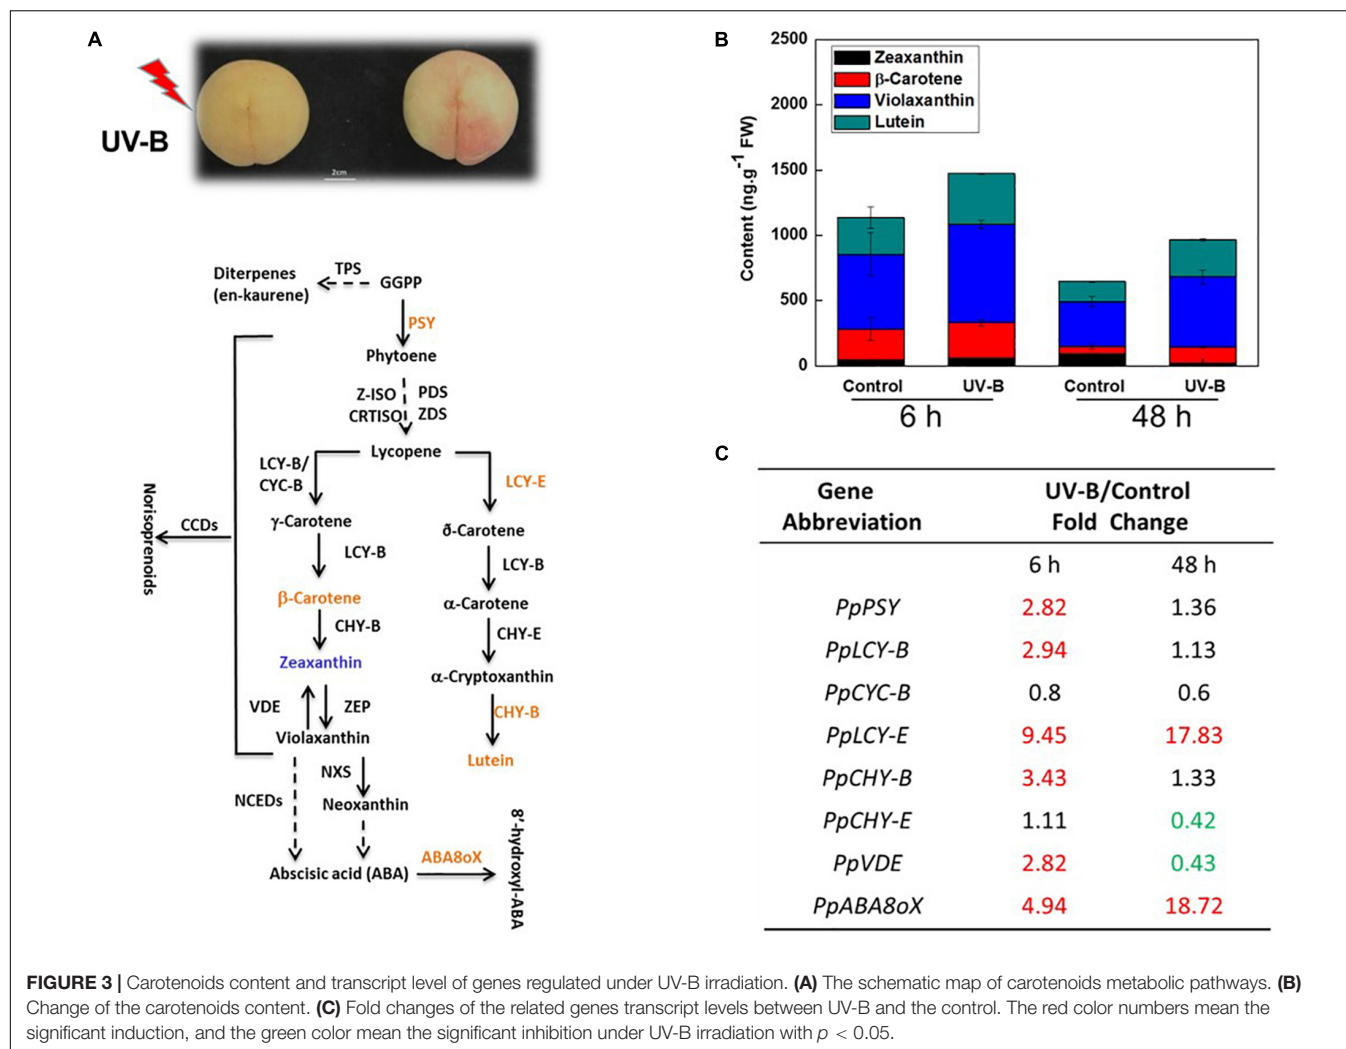 A
UV-B
2cm
Diterpenes
(en-kaurene)
TPS
GGPP
PSY
Phytoene
Z-ISO
PDS
CRTISO
ZDS
Lycopene
LCY-B/
CYC-B
LCY-E
γ-Carotene
ð-Carotene
Norisoprenoids
CCDs
LCY-B
LCY-B
β-Carotene
α-Carotene
CHY-B
CHY-E
Zeaxanthin
α-Cryptoxanthin
VDE
ZEP
CHY-B
Violaxanthin
Lutein
NXS
NCEDs
Neoxanthin
ABA8oX
Abscisic acid (ABA)
8'-hydroxyl-ABA
B
Content (ng.g-1 FW)
2500
2000
1500
1000
500
0
Zeaxanthin
β-Carotene
Violaxanthin
Lutein
Control UV-B Control UV-B
6 h 48 h
C
Gene UV-B/Control
Abbreviation Fold Change
6 h 48 h
PpPSY 2.82 1.36
PpLCY-B 2.94 1.13
PpCYC-B 0.8 0.6
PpLCY-E 9.45 17.83
PpCHY-B 3.43 1.33
PpCHY-E 1.11 0.42
PpVDE 2.82 0.43
PpABA8oX 4.94 18.72
FIGURE 3 | Carotenoids content and transcript level of genes regulated under UV-B irradiation. (A) The schematic map of carotenoids metabolic pathways. (B)
Change of the carotenoids content. (C) Fold changes of the related genes transcript levels between UV-B and the control. The red color numbers mean the
significant induction, and the green color mean the significant inhibition under UV-B irradiation with p < 0.05.